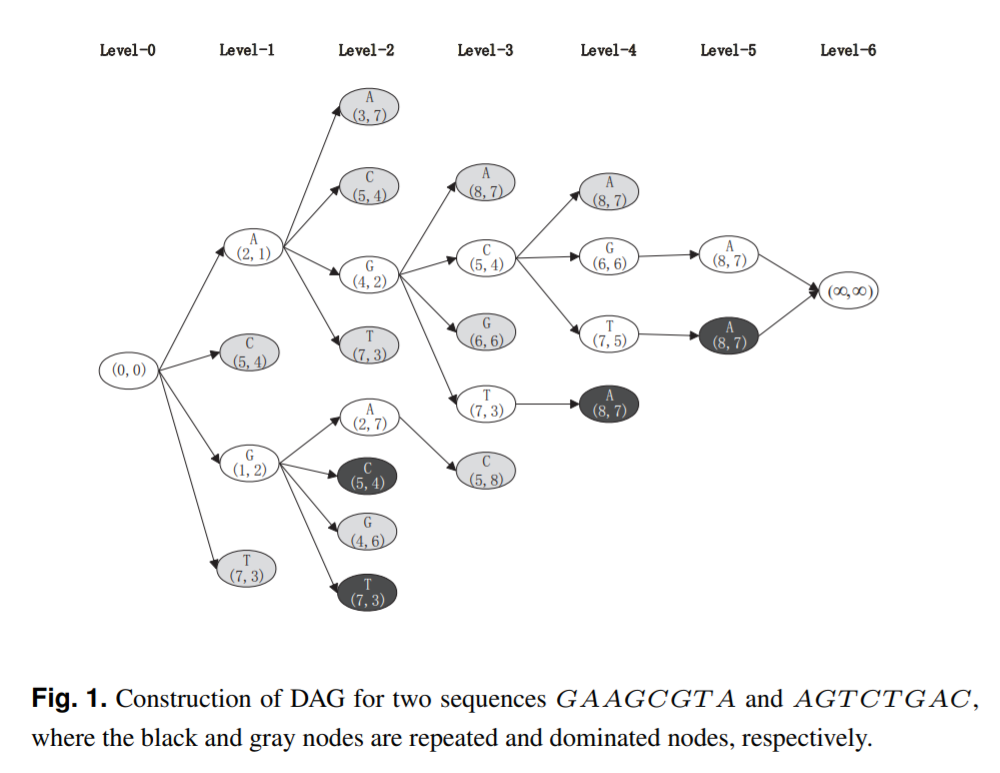 Level-0 Level-1 Level-2 Level-3 Level-4 Level-5 Level-6
(0, 0)
A
(2, 1)
C
(5, 4)
G
(1, 2)
T
(7, 3)
A
(3, 7)
C
(5, 4)
G
(4, 2)
T
(7, 3)
A
(2, 7)
C
(5, 4)
G
(4, 6)
T
(7, 3)
A
(8, 7)
C
(5, 4)
G
(6, 6)
T
(7, 3)
C
(5, 8)
A
(8, 7)
G
(6, 6)
T
(7, 5)
A
(8, 7)
A
(8, 7)
A
(8, 7)
(∞, ∞)
Fig. 1. Construction of DAG for two sequences GAAGCGTA and AGTCTGAC,
where the black and gray nodes are repeated and dominated nodes, respectively.